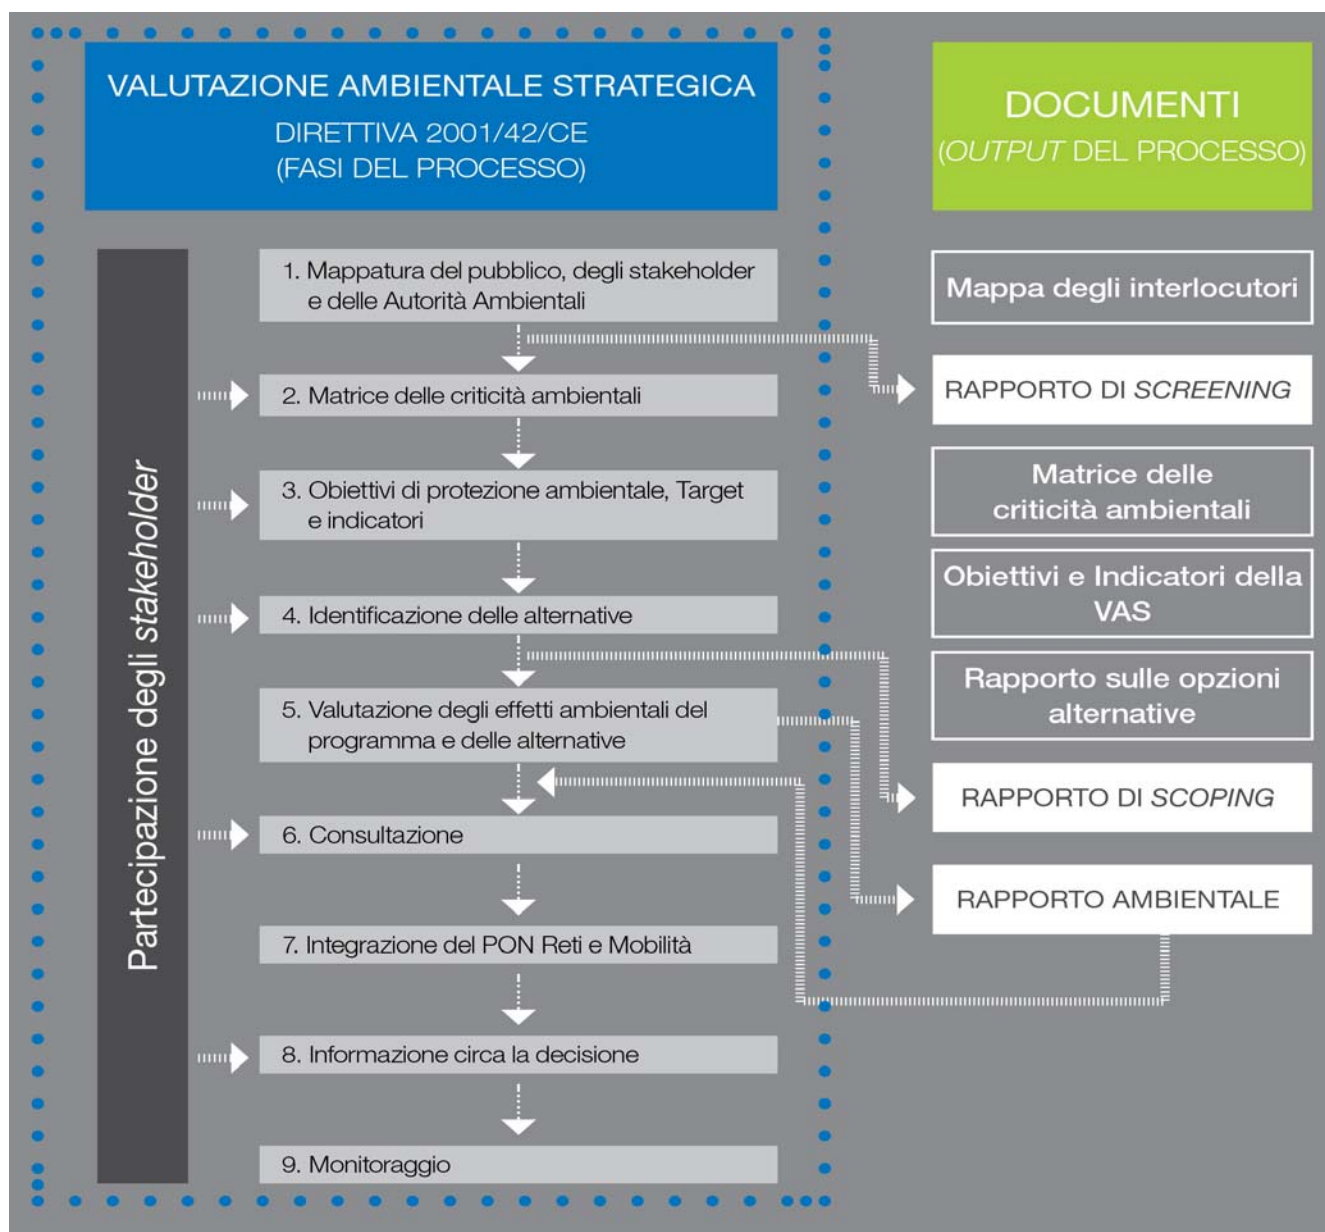 VALUTAZIONE AMBIENTALE STRATEGICA
DIRETTIVA 2001/42/CE
(FASI DEL PROCESSO)
DOCUMENTI
(OUTPUT DEL PROCESSO)
Partecipazione degli stakeholder
1. Mappatura del pubblico, degli stakeholder
e delle Autorità Ambientali
2. Matrice delle criticità ambientali
3. Obiettivi di protezione ambientale, Target
e indicatori
4. Identificazione delle alternative
5. Valutazione degli effetti ambientali del
programma e delle alternative
6. Consultazione
7. Integrazione del PON Reti e Mobilità
8. Informazione circa la decisione
9. Monitoraggio
Mappa degli interlocutori
RAPPORTO DI SCREENING
Matrice delle
criticità ambientali
Obiettivi e Indicatori della
VAS
Rapporto sulle opzioni
alternative
RAPPORTO DI SCOPING
RAPPORTO AMBIENTALE